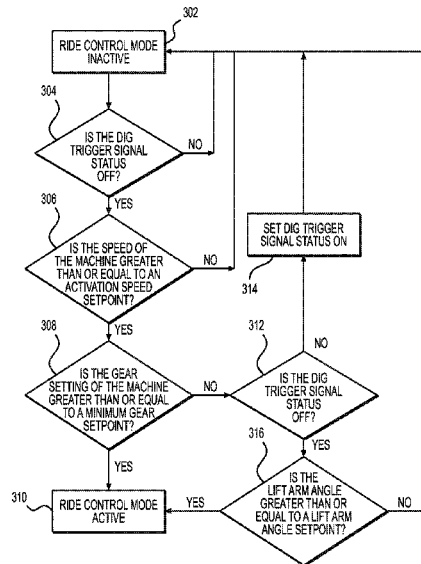 302
RIDE CONTROL MODE
INACTIVE
304
IS THE DIG
TRIGGER SIGNAL
STATUS
OFF?
NO
YES
306
IS THE SPEED OF
THE MACHINE GREATER
THAN OR EQUAL TO AN
ACTIVATION SPEED
SETPOINT?
NO
YES
SET DIG TRIGGER
SIGNAL STATUS ON
314
NO
308
IS THE GEAR
SETTING OF THE MACHINE
GREATER THAN OR EQUAL
TO A MINIMUM GEAR
SETPOINT?
NO
YES
312
IS THE DIG
TRIGGER SIGNAL
STATUS
OFF?
YES
310
RIDE CONTROL MODE
ACTIVE
316
IS THE
LIFT ARM ANGLE
GREATER THAN OR
EQUAL TO A LIFT ARM
ANGLE SETPOINT?
YES
NO